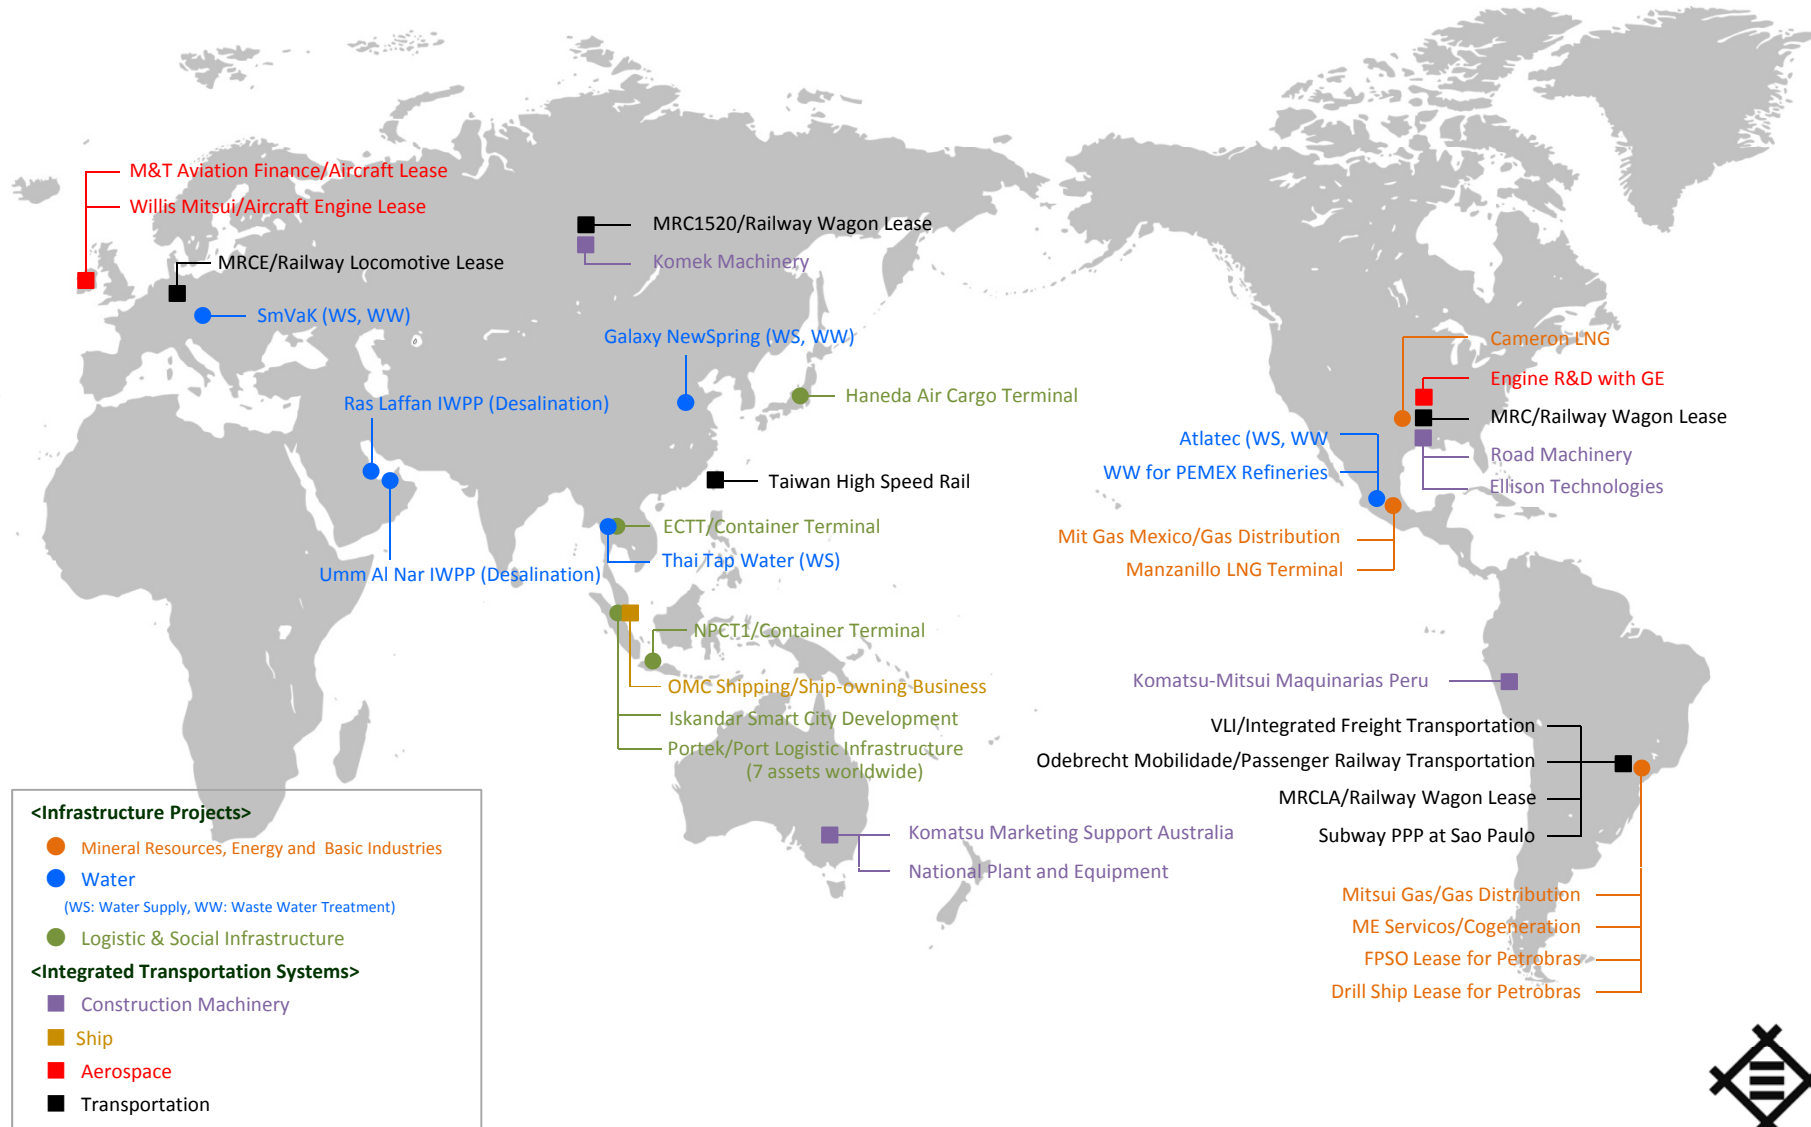 M&T Aviation Finance/Aircraft Lease
Willis Mitsui/Aircraft Engine Lease
MRCE/Railway Locomotive Lease
SmVaK (WS, WW)
MRC1520/Railway Wagon Lease
Komek Machinery
Galaxy NewSpring (WS, WW)
Haneda Air Cargo Terminal
Ras Laffan IWPP (Desalination)
Umm Al Nar IWPP (Desalination)
Taiwan High Speed Rail
ECTT/Container Terminal
Thai Tap Water (WS)
NPCT1/Container Terminal
OMC Shipping/Ship-owning Business
Iskandar Smart City Development
Portek/Port Logistic Infrastructure
(7 assets worldwide)
Komatsu Marketing Support Australia
National Plant and Equipment
Cameron LNG
Engine R&D with GE
MRC/Railway Wagon Lease
Road Machinery
Ellison Technologies
Atlatec (WS, WW
WW for PEMEX Refineries
Mit Gas Mexico/Gas Distribution
Manzanillo LNG Terminal
Komatsu-Mitsui Maquinarias Peru
VLI/Integrated Freight Transportation
Odebrecht Mobilidade/Passenger Railway Transportation
MRCLA/Railway Wagon Lease
Subway PPP at Sao Paulo
Mitsui Gas/Gas Distribution
ME Servicos/Cogeneration
FPSO Lease for Petrobras
Drill Ship Lease for Petrobras
<Infrastructure Projects>
Mineral Resources, Energy and Basic Industries
Water
(WS: Water Supply, WW: Waste Water Treatment)
Logistic & Social Infrastructure
<Integrated Transportation Systems>
Construction Machinery
Ship
Aerospace
Transportation